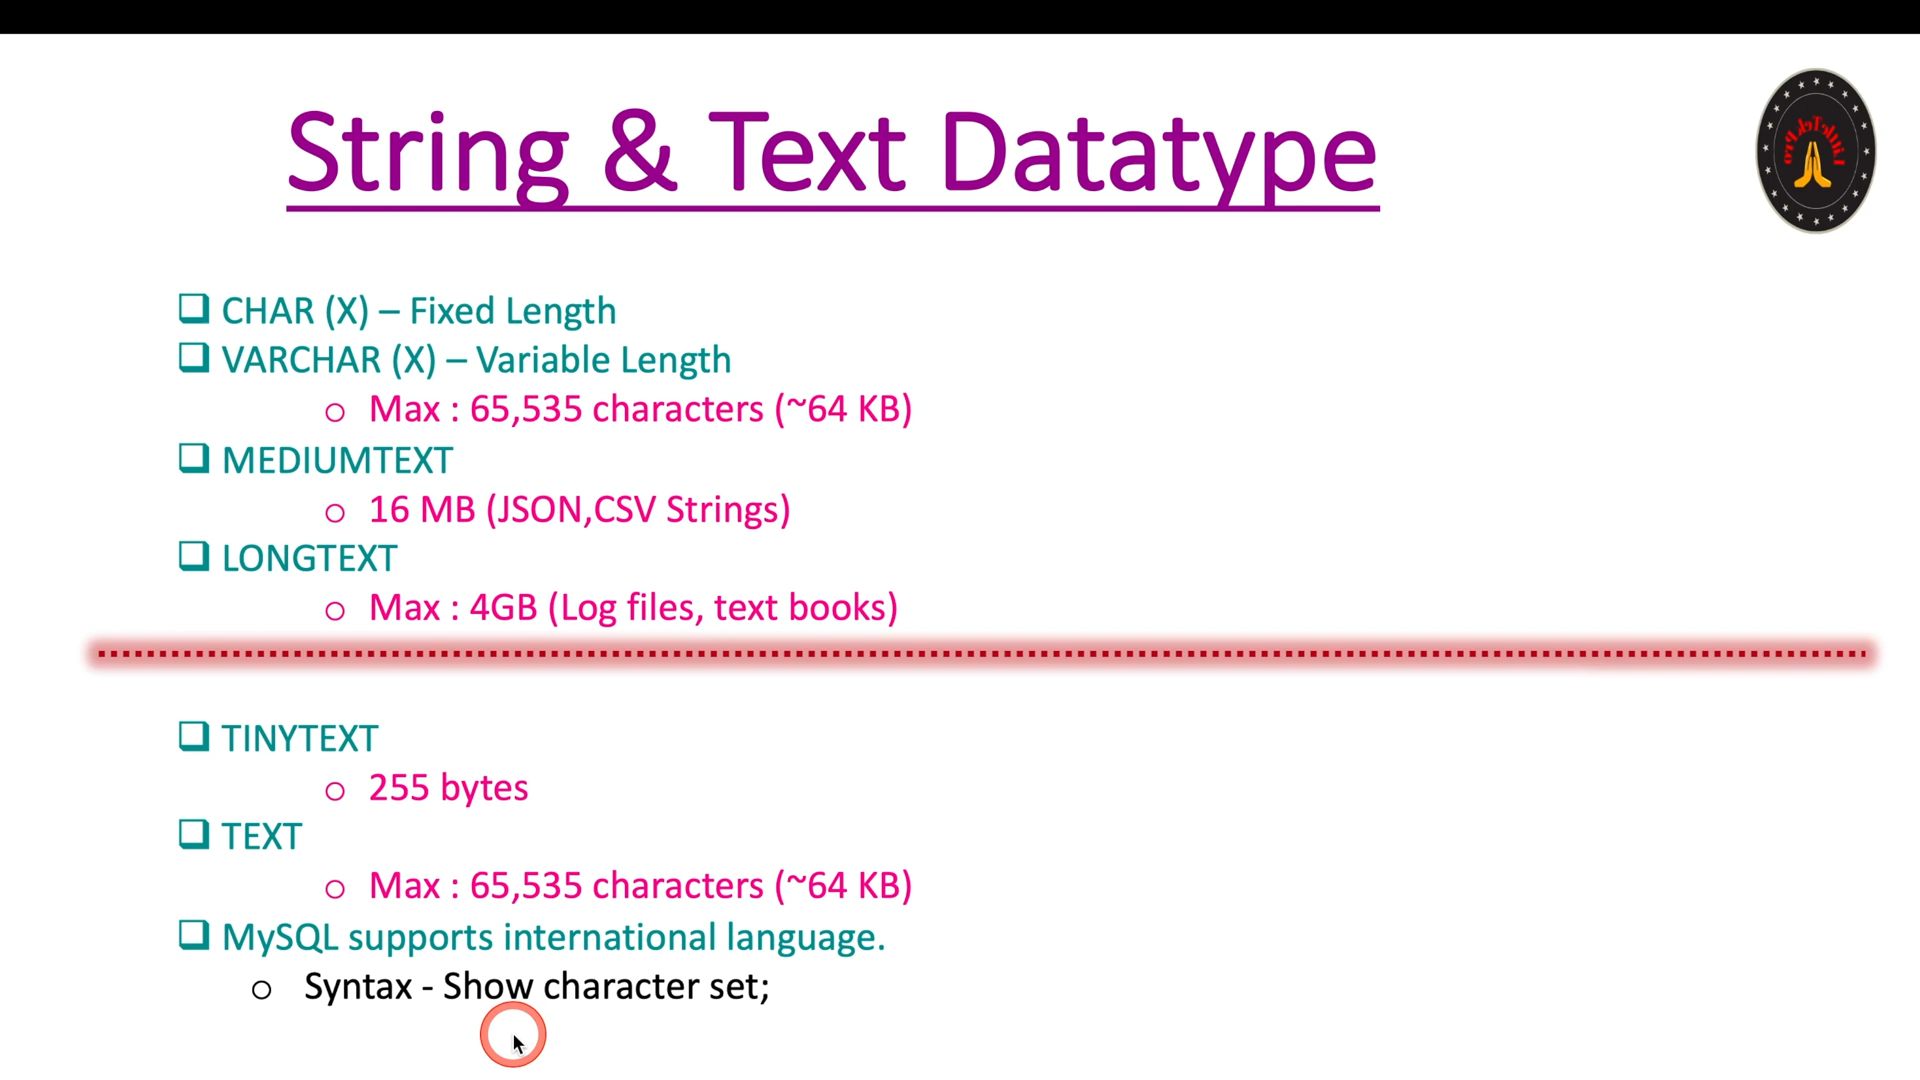 String & Text Datatype
LittleTek Pro
CHAR (X) – Fixed Length
VARCHAR (X) – Variable Length
Max : 65,535 characters (~64 KB)
MEDIUMTEXT
16 MB (JSON,CSV Strings)
LONGTEXT
Max : 4GB (Log files, text books)
TINYTEXT
255 bytes
TEXT
Max : 65,535 characters (~64 KB)
MySQL supports international language.
Syntax - Show character set;